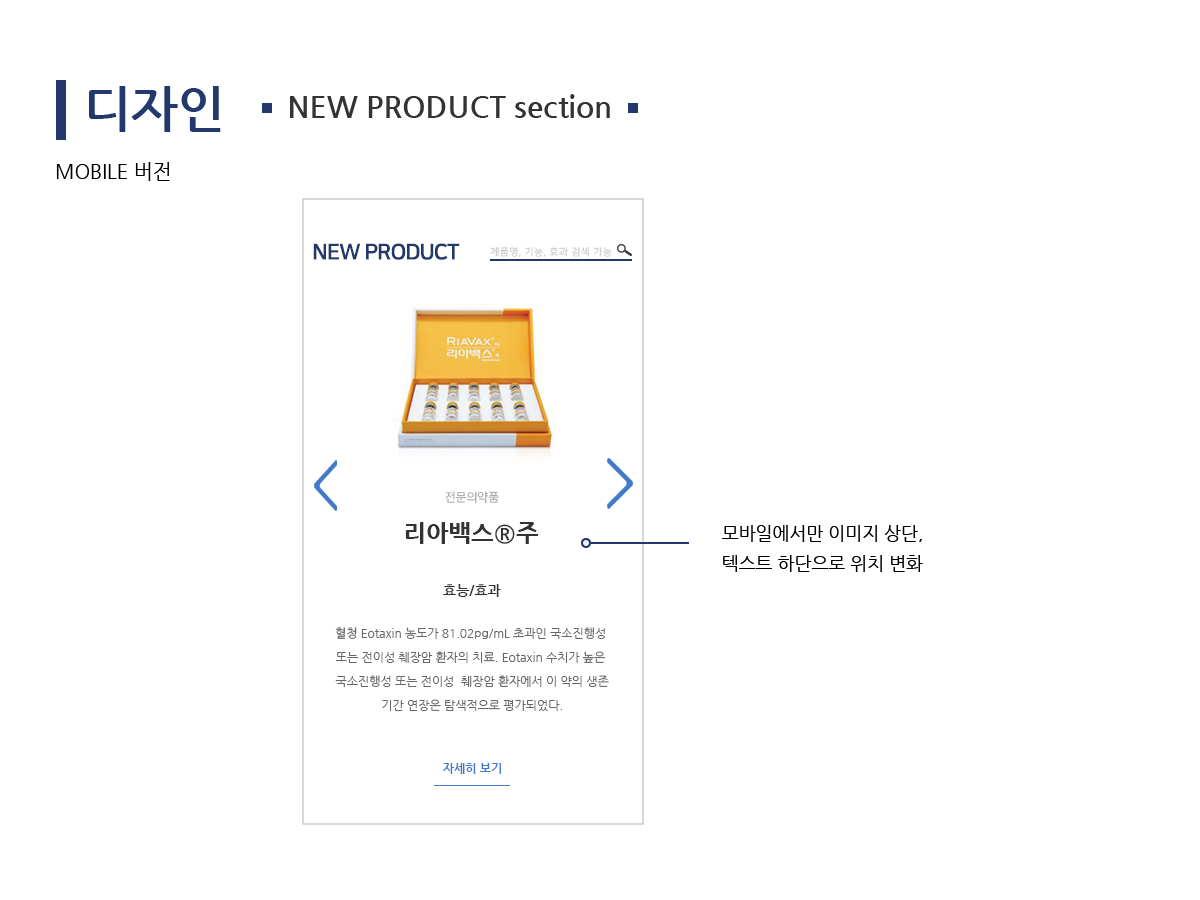 디자인
NEW PRODUCT section
MOBILE 버전
NEW PRODUCT
제품명, 기능, 효과 검색 가능
RIAVAX
리아백스
전문의약품
리아백스®주
모바일에서만 이미지 상단,
텍스트 하단으로 위치 변화
효능/효과
혈청 Eotaxin 농도가 81.02pg/mL 초과인 국소진행성
또는 전이성 췌장암 환자의 치료. Eotaxin 수치가 높은
국소진행성 또는 전이성 췌장암 환자에서 이 약의 생존
기간 연장은 탐색적으로 평가되었다.
자세히 보기